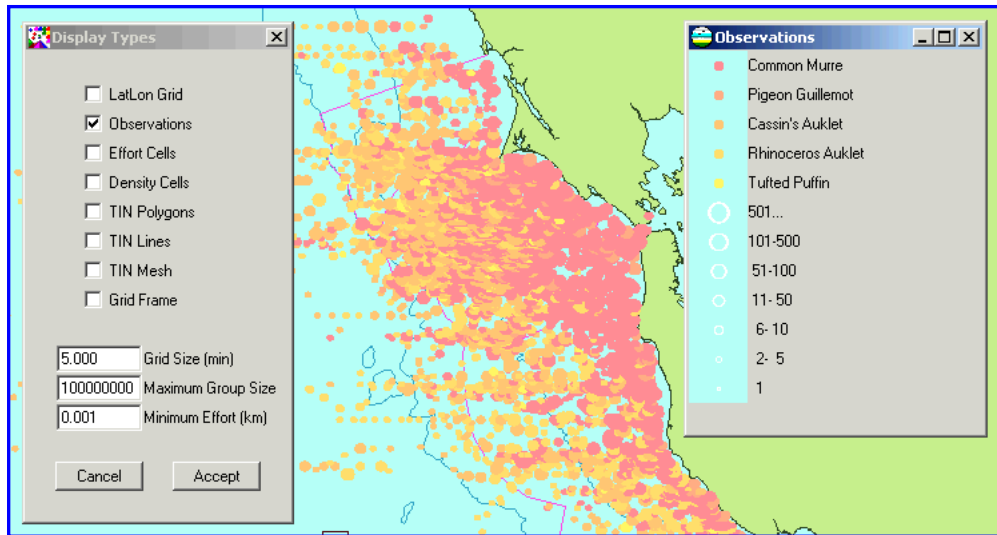 Display Types
LatLon Grid
Observations
Effort Cells
Density Cells
TIN Polygons
TIN Lines
TIN Mesh
Grid Frame
5.000 Grid Size (min)
100000000 Maximum Group Size
0.001 Minimum Effort (km)
Cancel Accept
Observations
Common Murre
Pigeon Guillemot
Cassin's Auklet
Rhinoceros Auklet
Tufted Puffin
501...
101-500
51-100
11- 50
6- 10
2- 5
1